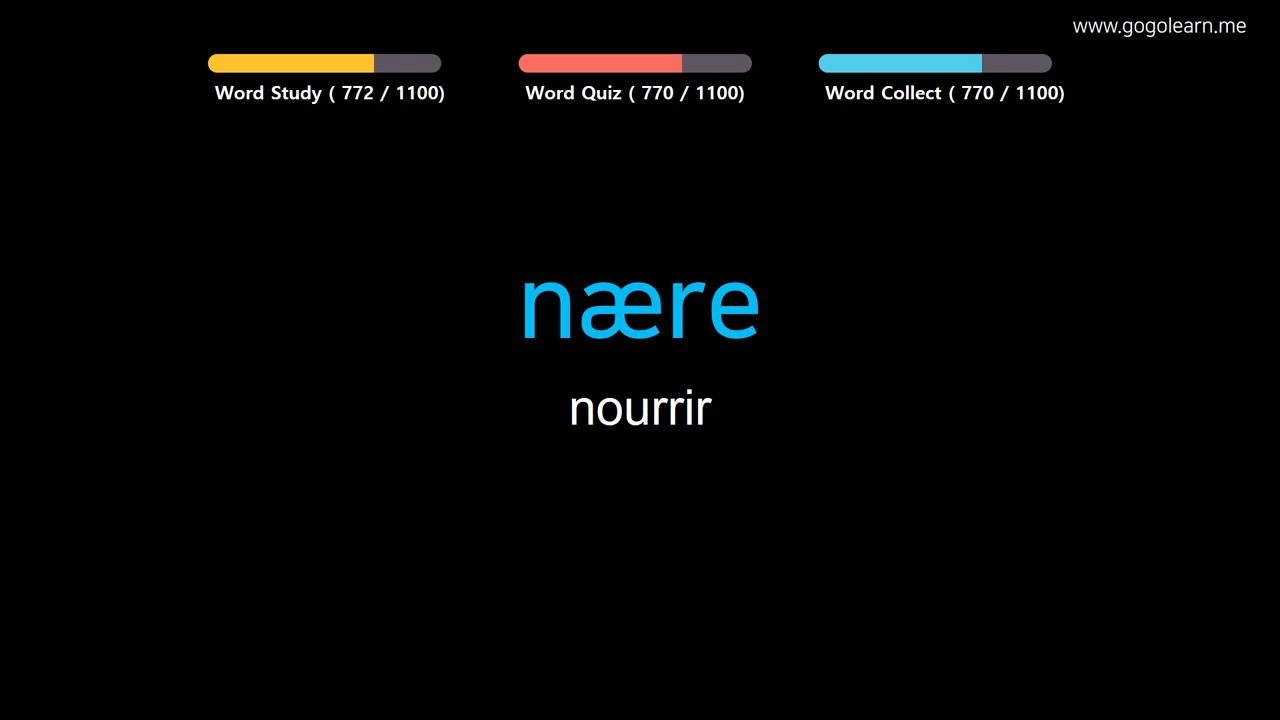 www.gogolearn.me
Word Study ( 772 / 1100)
Word Quiz ( 770 / 1100)
Word Collect ( 770 / 1100)
nære
nourrir